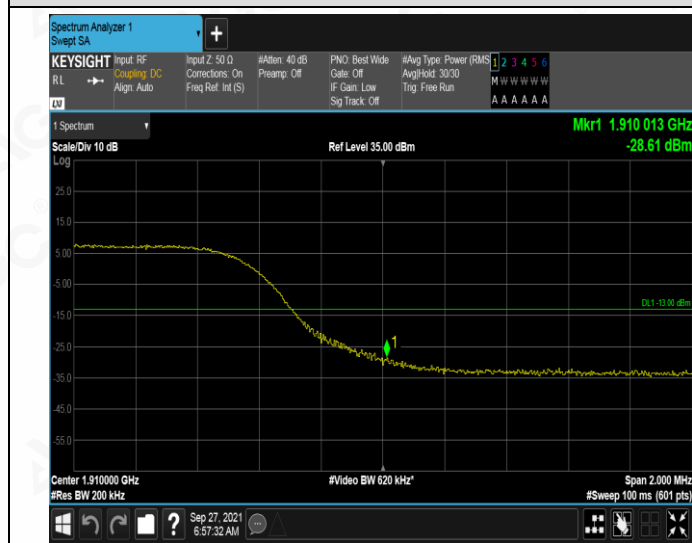 Spectrum Analyzer 1
Swept SA
+
KEYSIGHT
RL
Input: RF
Coupling: DC
Align: Auto
Input Z: 50 Ω
Corrections: On
Freq Ref: Int (S)
#Atten: 40 dB
Preamp: Off
PNO: Best Wide
Gate: Off
IF Gain: Low
Sig Track: Off
#Avg Type: Power (RMS
Avg|Hold: 30/30
Trig: Free Run
1 2 3 4 5 6
M W W W W W
A A A A A A
LXI
1 Spectrum
Scale/Div 10 dB
Ref Level 35.00 dBm
Mkr1 1.910 013 GHz
-28.61 dBm
Log
25.0
15.0
5.00
-5.00
DL1 -13.00 dBm
-15.0
1
-25.0
-35.0
-45.0
-55.0
Center 1.910000 GHz
#Video BW 620 kHz*
Span 2.000 MHz
#Res BW 200 kHz
#Sweep 100 ms (601 pts)
?
Sep 27, 2021
6:57:32 AM